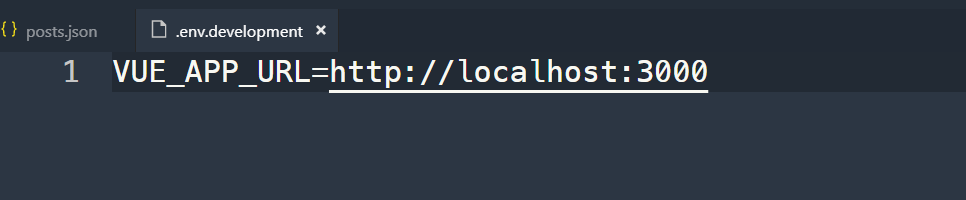 {} posts.json .env.development ×
1 VUE_APP_URL=http://localhost:3000